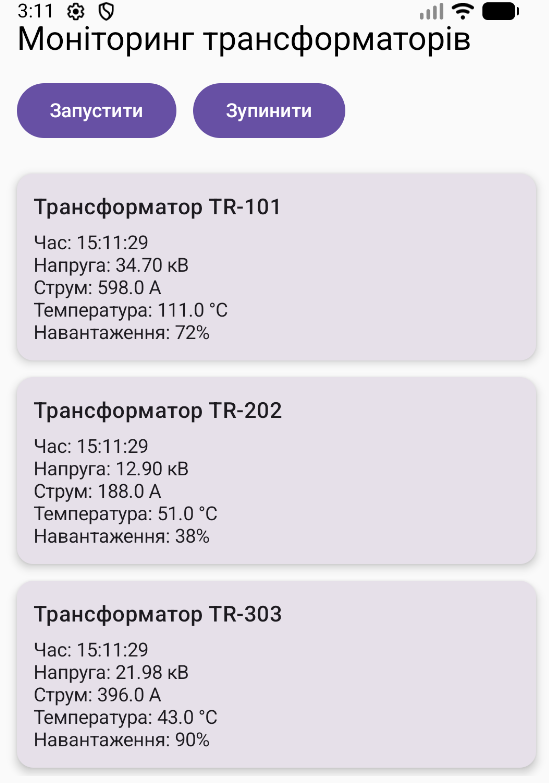 3:11
Моніторинг трансформаторів
Запустити Зупинити
Трансформатор TR-101
Час: 15:11:29
Напруга: 34.70 кВ
Струм: 598.0 А
Температура: 111.0 °C
Навантаження: 72%
Трансформатор TR-202
Час: 15:11:29
Напруга: 12.90 кВ
Струм: 188.0 А
Температура: 51.0 °C
Навантаження: 38%
Трансформатор TR-303
Час: 15:11:29
Напруга: 21.98 кВ
Струм: 396.0 А
Температура: 43.0 °C
Навантаження: 90%